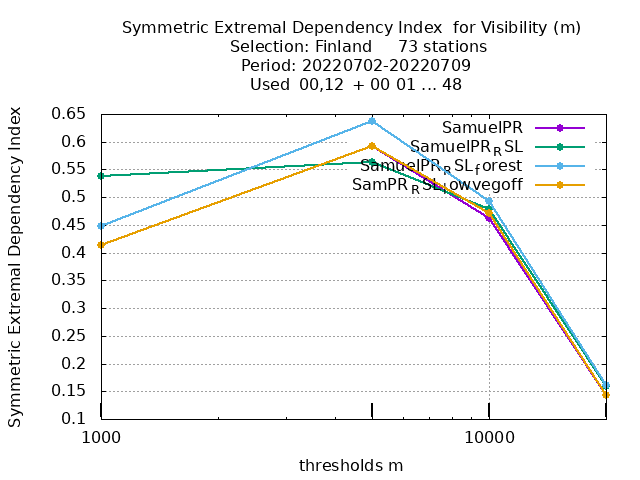 Symmetric Extremal Dependency Index  for Visibility (m)
Selection: Finland     73 stations
Period: 20220702-20220709
Used  00,12  + 00 01 ... 48
Symmetric Extremal Dependency Index
0.65
0.6
0.55
0.5
0.45
0.4
0.35
0.3
0.25
0.2
0.15
0.1
SamuelPR
SamuelPR_RSL
SamuelPR_RSL_forest
SamPR_RSL_lowvegoff
1000
10000
thresholds m